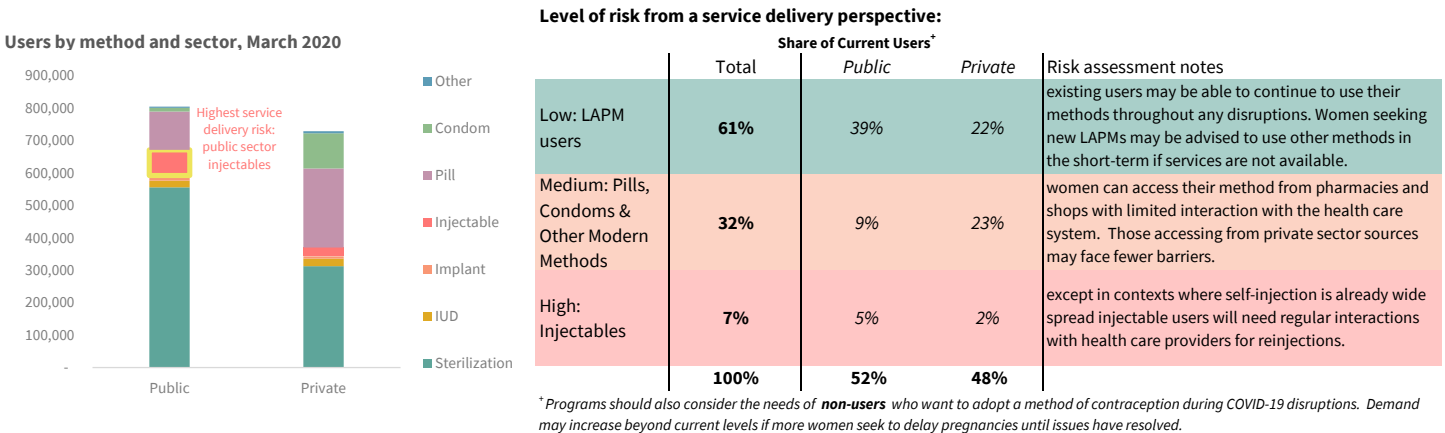 Level of risk from a service delivery perspective:
Users by method and sector, March 2020
900,000
800,000
700,000
600,000
500,000
400,000
300,000
200,000
100,000
-
Highest service
delivery risk:
public sector
injectables
Public
Private
Other
Condom
Pill
Injectable
Implant
IUD
Sterilization
Share of Current Users+
Total Public Private Risk assessment notes
Low: LAPM
users
61% 39% 22%
existing users may be able to continue to use their
methods throughout any disruptions. Women seeking
new LAPMs may be advised to use other methods in
the short-term if services are not available.
Medium: Pills,
Condoms &
Other Modern
Methods
32% 9% 23%
women can access their method from pharmacies and
shops with limited interaction with the health care
system. Those accessing from private sector sources
may face fewer barriers.
High:
Injectables
7% 5% 2%
except in contexts where self-injection is already wide
spread injectable users will need regular interactions
with health care providers for reinjections.
100% 52% 48%
+Programs should also consider the needs of non-users who want to adopt a method of contraception during COVID-19 disruptions. Demand
may increase beyond current levels if more women seek to delay pregnancies until issues have resolved.